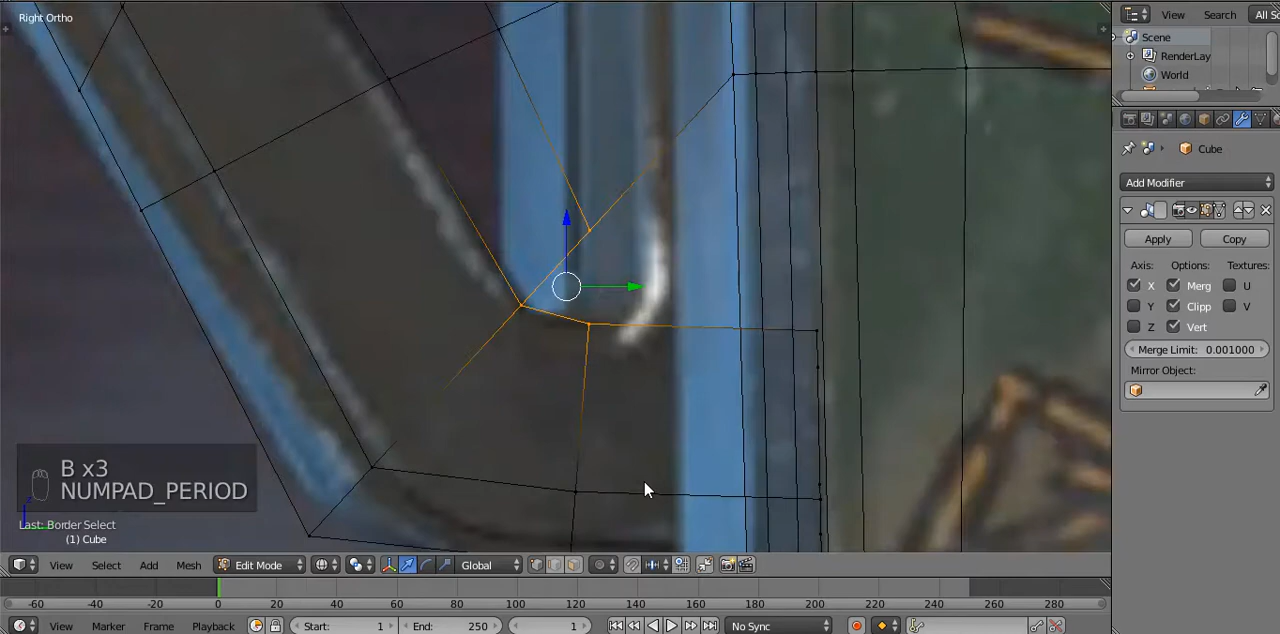 Right Ortho
View Search All S
Scene
RenderLay
World
Cube
Add Modifier
Apply Copy
Axis: Options: Textures:
X Merg U
Y Clipp V
Z Vert
Merge Limit: 0.001000
Mirror Object:
B x3
NUMPAD_PERIOD
Last: Border Select
(1) Cube
View Select Add Mesh Edit Mode Global
-60 -40 -20 0 20 40 60 80 100 120 140 160 180 200 220 240 260 280
View Marker Frame Playback Start: 1 End: 250 1 No Sync